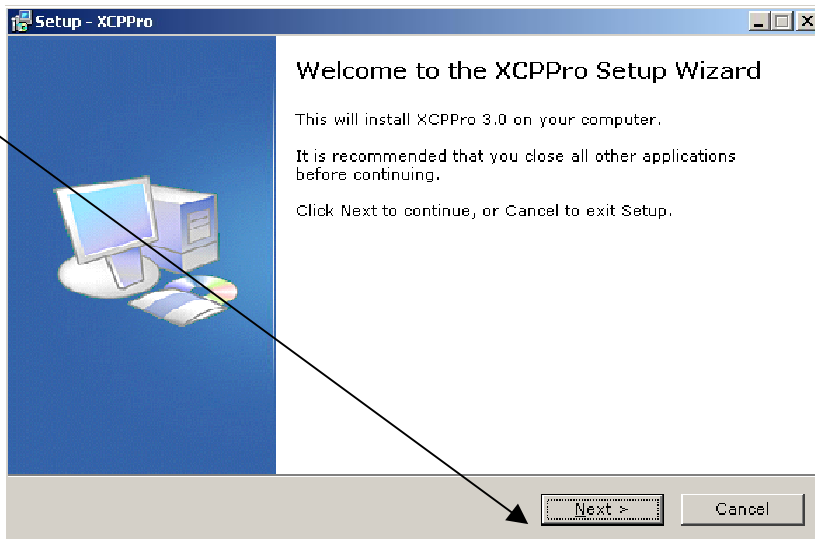 Setup - XCPPro
Welcome to the XCPPro Setup Wizard
This will install XCPPro 3.0 on your computer.
It is recommended that you close all other applications
before continuing.
Click Next to continue, or Cancel to exit Setup.
Next >
Cancel